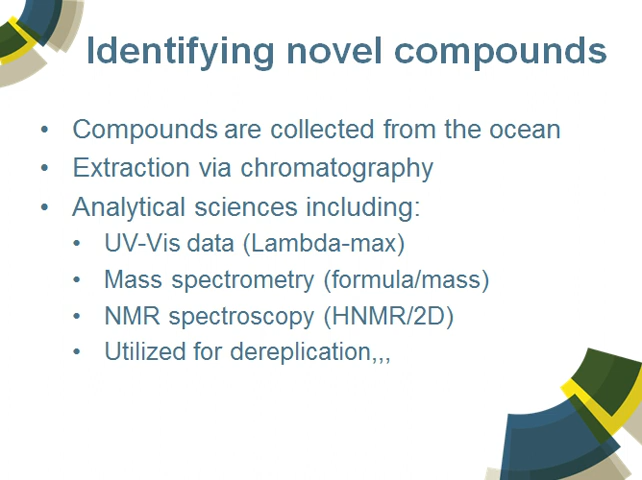 Identifying novel compounds
• Compounds are collected from the ocean
• Extraction via chromatography
• Analytical sciences including:
• UV-Vis data (Lambda-max)
• Mass spectrometry (formula/mass)
• NMR spectroscopy (HNMR/2D)
• Utilized for dereplication,,,